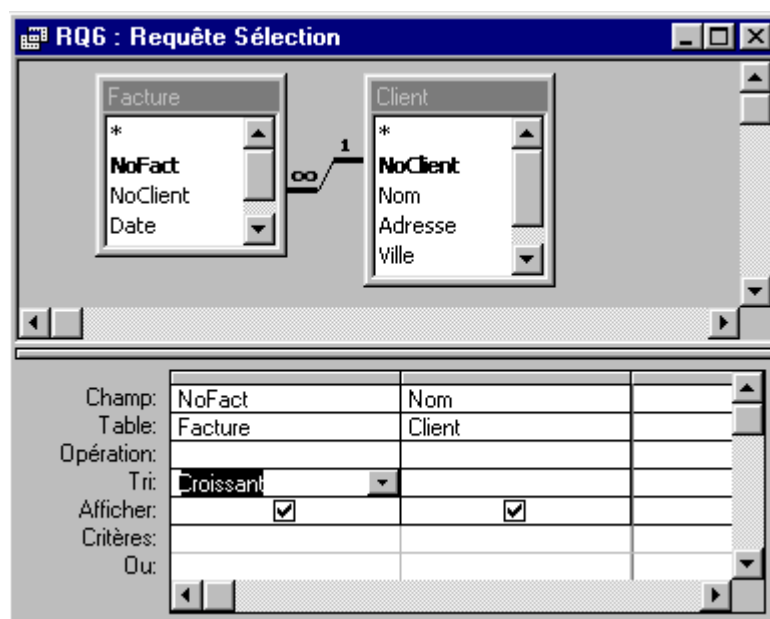 RQ6 : Requête Sélection
Facture
*
NoFact
NoClient
Date
∞
1
Client
*
NoClient
Nom
Adresse
Ville
Champ: NoFact Nom
Table: Facture Client
Opération:
Tri: Croissant
Afficher:
Critères:
Ou: